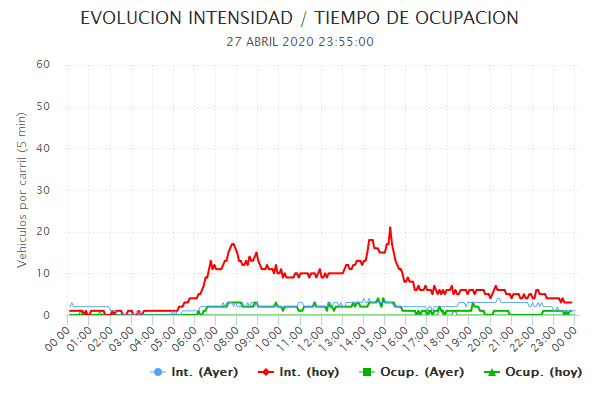 EVOLUCION INTENSIDAD / TIEMPO DE OCUPACION
27 ABRIL 2020 23:55:00
Vehiculos por carril (5 min)
60
50
40
30
20
10
0
00:00 01:00 02:00 03:00 04:00 05:00 06:00 07:00 08:00 09:00 10:00 11:00 12:00 13:00 14:00 15:00 16:00 17:00 18:00 19:00 20:00 21:00 22:00 23:00 00:00
Int. (Ayer) Int. (hoy) Ocup. (Ayer) Ocup. (hoy)